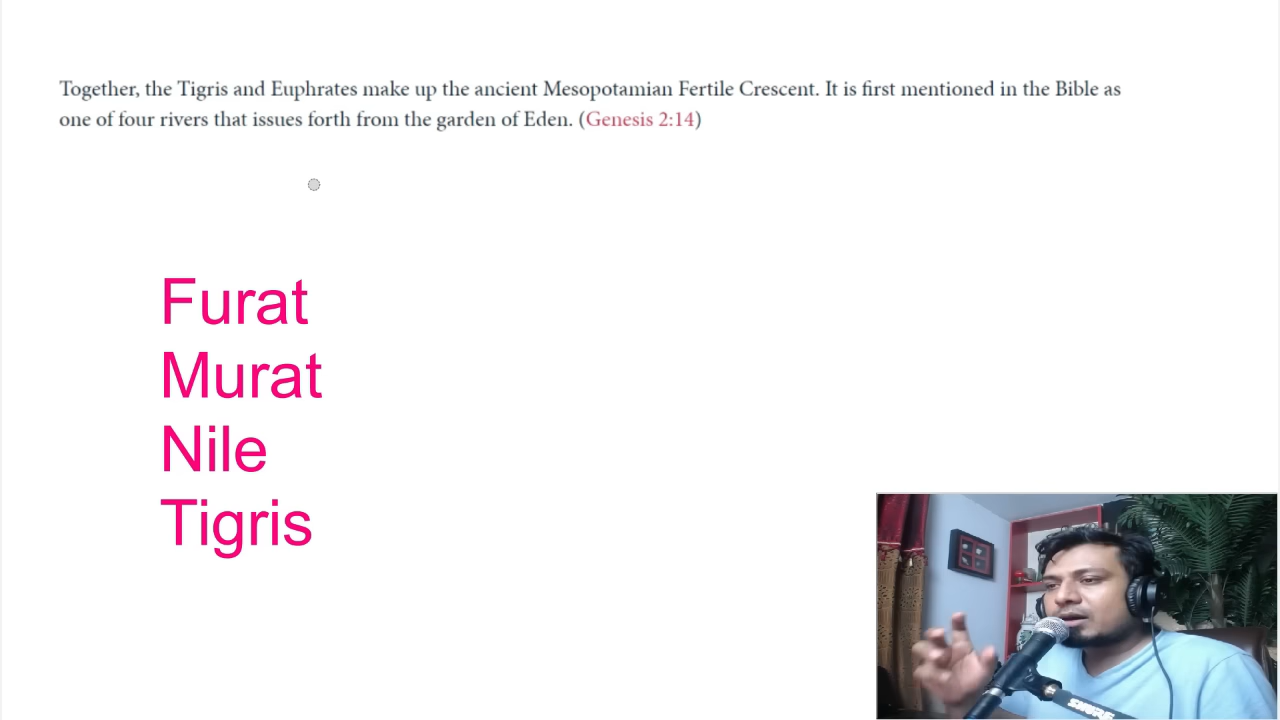 Together, the Tigris and Euphrates make up the ancient Mesopotamian Fertile Crescent. It is first mentioned in the Bible as
one of four rivers that issues forth from the garden of Eden. (Genesis 2:14)
Furat
Murat
Nile
Tigris
SHURE